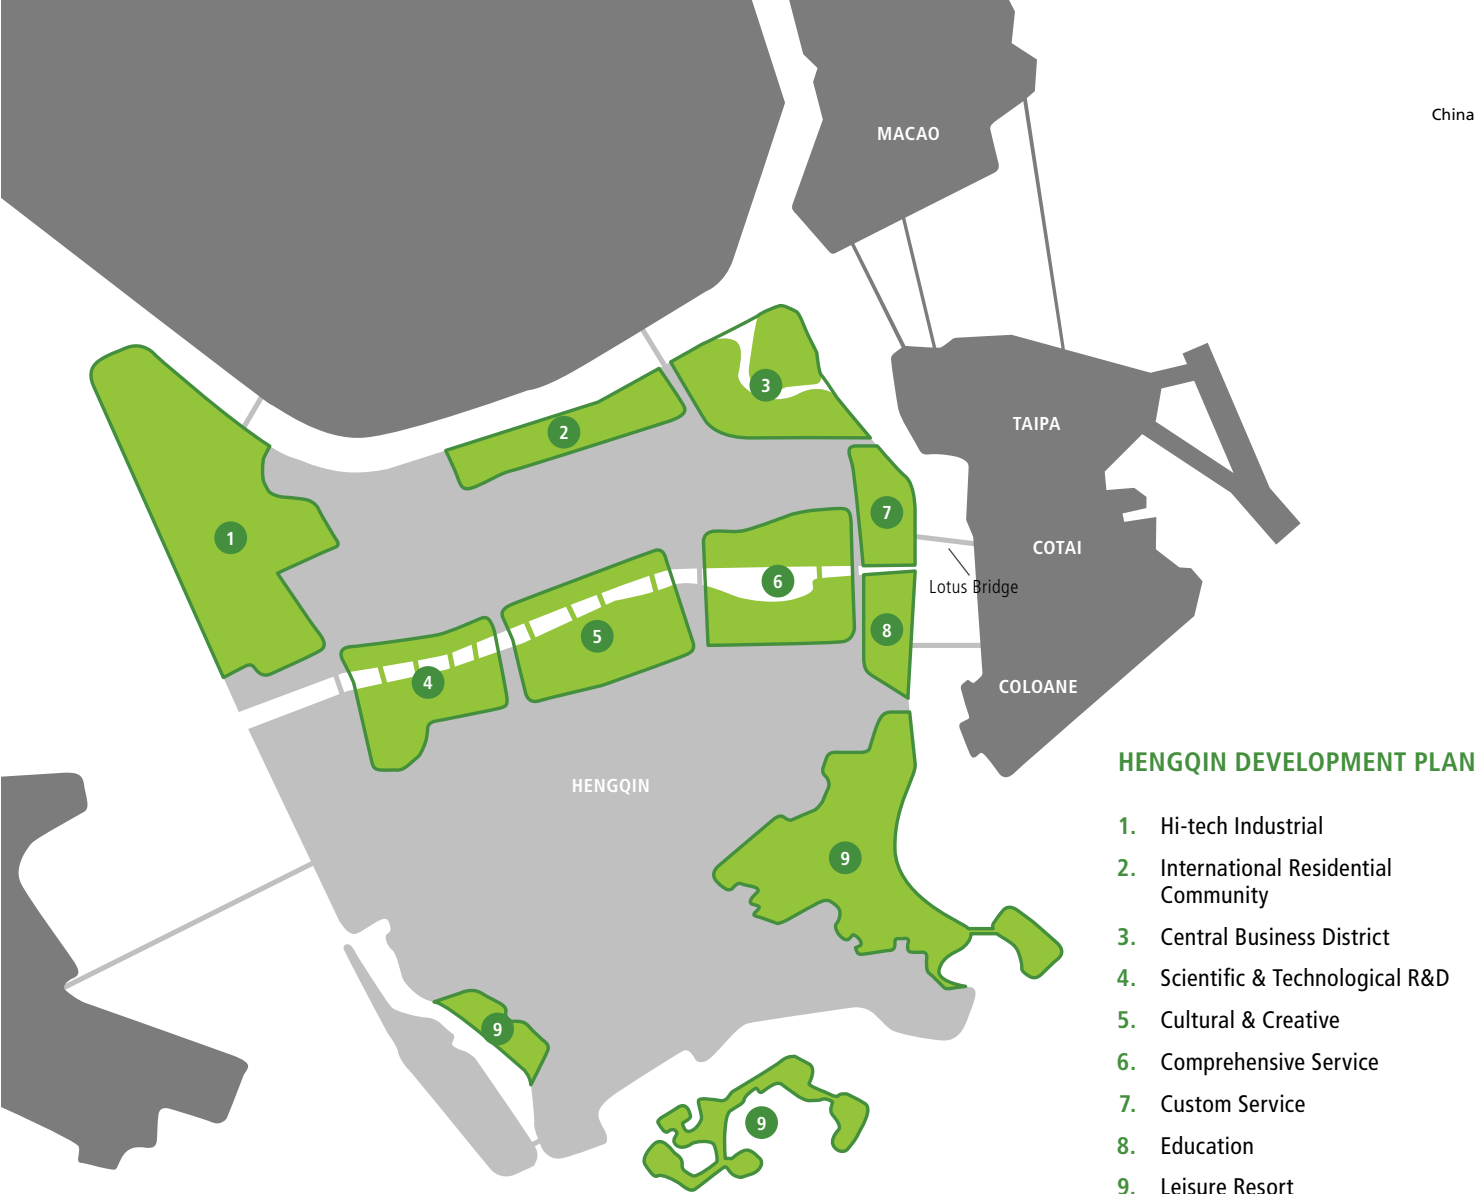 MACAO
China
3
2
TAIPA
7
1
COTAI
6
Lotus Bridge
5
8
4
COLOANE
HENGQIN
9
9
9
HENGQIN DEVELOPMENT PLAN
1. Hi-tech Industrial
2. International Residential
Community
3. Central Business District
4. Scientific & Technological R&D
5. Cultural & Creative
6. Comprehensive Service
7. Custom Service
8. Education
9. Leisure Resort